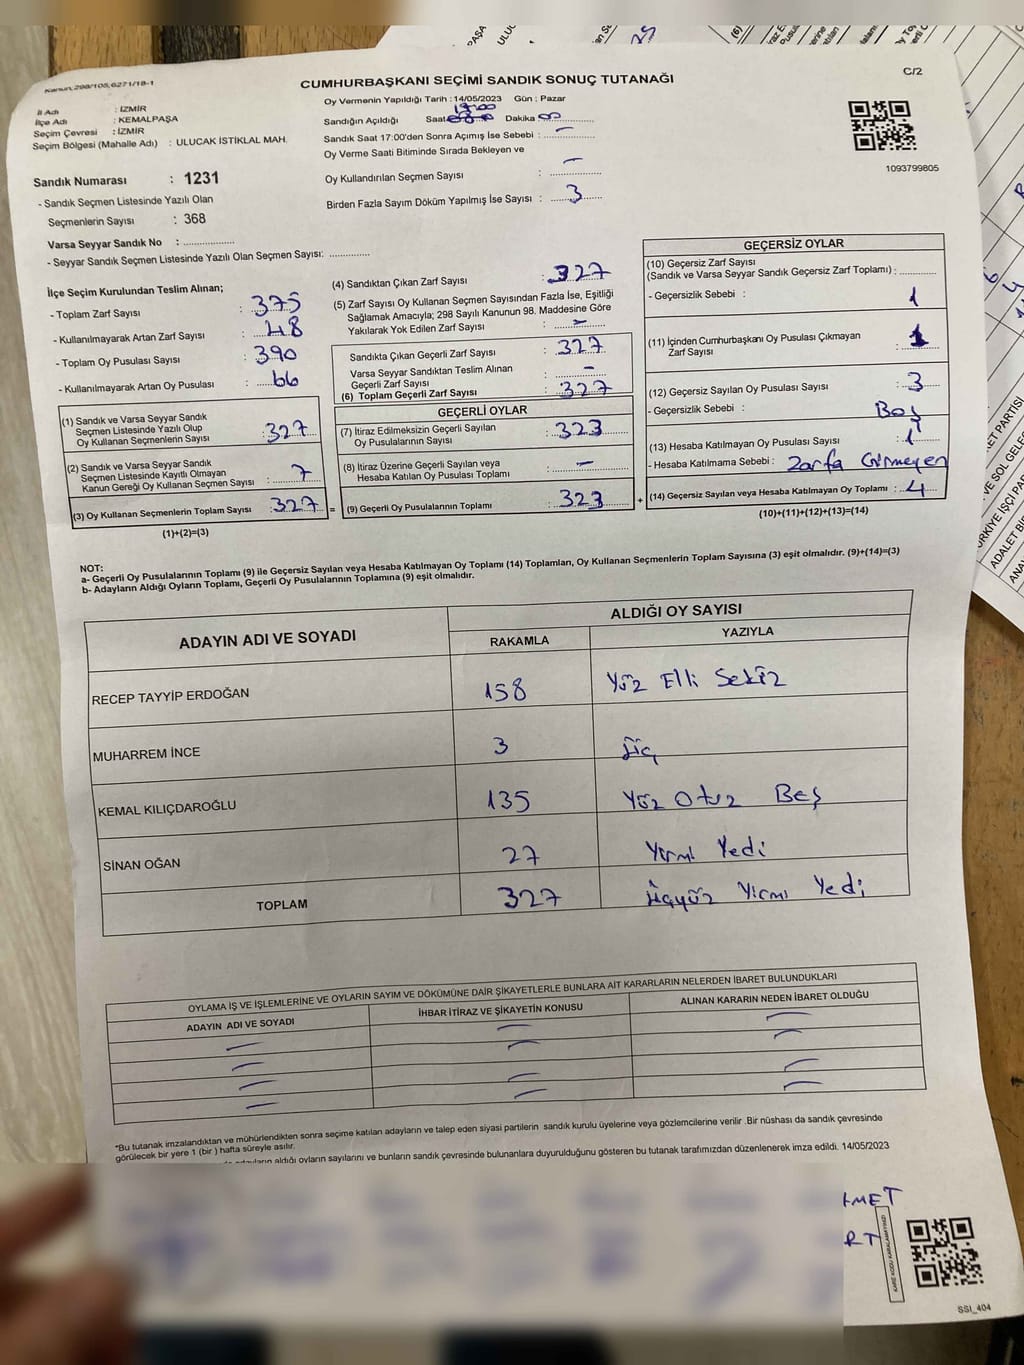 Kanun, 298/105,6271/18-1
CUMHURBAŞKANI SEÇİMİ SANDIK SONUÇ TUTANAĞI
C/2
İl Adı : İZMİR
İlçe Adı : KEMALPAŞA
Seçim Çevresi : İZMİR
Seçim Bölgesi (Mahalle Adı) : ULUCAK İSTİKLAL MAH.
Oy Vermenin Yapıldığı Tarih : 14/05/2023 Gün : Pazar
Sandığın Açıldığı Saat 17:00 Dakika 00
Sandık Saat 17:00'den Sonra Açımış İse Sebebi : —
Oy Verme Saati Bitiminde Sırada Bekleyen ve
Oy Kullandırılan Seçmen Sayısı : —
Birden Fazla Sayım Döküm Yapılmış İse Sayısı : 3
1093799805
Sandık Numarası : 1231
- Sandık Seçmen Listesinde Yazılı Olan
Seçmenlerin Sayısı : 368
Varsa Seyyar Sandık No :
- Seyyar Sandık Seçmen Listesinde Yazılı Olan Seçmen Sayısı:
İlçe Seçim Kurulundan Teslim Alınan;
- Toplam Zarf Sayısı : 375
- Kullanılmayarak Artan Zarf Sayısı : 48
- Toplam Oy Pusulası Sayısı : 390
- Kullanılmayarak Artan Oy Pusulası : 66
(1) Sandık ve Varsa Seyyar Sandık
Seçmen Listesinde Yazılı Olup
Oy Kullanan Seçmenlerin Sayısı : 327
(2) Sandık ve Varsa Seyyar Sandık
Seçmen Listesinde Kayıtlı Olmayan
Kanun Gereği Oy Kullanan Seçmen Sayısı : 7
(3) Oy Kullanan Seçmenlerin Toplam Sayısı : 327 =
(1)+(2)=(3)
(4) Sandıktan Çıkan Zarf Sayısı : 327
(5) Zarf Sayısı Oy Kullanan Seçmen Sayısından Fazla İse, Eşitliği
Sağlamak Amacıyla; 298 Sayılı Kanunun 98. Maddesine Göre
Yakılarak Yok Edilen Zarf Sayısı : —
Sandıkta Çıkan Geçerli Zarf Sayısı : 327
Varsa Seyyar Sandıktan Teslim Alınan
Geçerli Zarf Sayısı : —
(6) Toplam Geçerli Zarf Sayısı : 327
GEÇERLİ OYLAR
(7) İtiraz Edilmeksizin Geçerli Sayılan
Oy Pusulalarının Sayısı : 323
(8) İtiraz Üzerine Geçerli Sayılan veya
Hesaba Katılan Oy Pusulası Toplamı : —
(9) Geçerli Oy Pusulalarının Toplamı : 323 +
GEÇERSİZ OYLAR
(10) Geçersiz Zarf Sayısı
(Sandık ve Varsa Seyyar Sandık Geçersiz Zarf Toplamı) :
- Geçersizlik Sebebi : 1
(11) İçinden Cumhurbaşkanı Oy Pusulası Çıkmayan
Zarf Sayısı :
(12) Geçersiz Sayılan Oy Pusulası Sayısı : 3
- Geçersizlik Sebebi : Boş
(13) Hesaba Katılmayan Oy Pusulası Sayısı : 1
- Hesaba Katılmama Sebebi : Zarfa Girmeyen
(14) Geçersiz Sayılan veya Hesaba Katılmayan Oy Toplamı : 4
(10)+(11)+(12)+(13)=(14)
NOT:
a- Geçerli Oy Pusulalarının Toplamı (9) ile Geçersiz Sayılan veya Hesaba Katılmayan Oy Toplamı (14) Toplamları, Oy Kullanan Seçmenlerin Toplam Sayısına (3) eşit olmalıdır. (9)+(14)=(3)
b- Adayların Aldığı Oyların Toplamı, Geçerli Oy Pusulalarının Toplamına (9) eşit olmalıdır.
ADAYIN ADI VE SOYADI
ALDIĞI OY SAYISI
RAKAMLA YAZIYLA
RECEP TAYYİP ERDOĞAN 158 Yüz Elli Sekiz
MUHARREM İNCE 3 Üç
KEMAL KILIÇDAROĞLU 135 Yüz Otuz Beş
SİNAN OĞAN 27 Yirmi Yedi
TOPLAM 327 Üçyüz Yirmi Yedi
OYLAMA İŞ VE İŞLEMLERİNE VE OYLARIN SAYIM VE DÖKÜMÜNE DAİR ŞİKAYETLERLE BUNLARA AİT KARARLARIN NELERDEN İBARET BULUNDUKLARI
ADAYIN ADI VE SOYADI İHBAR İTİRAZ VE ŞİKAYETİN KONUSU ALINAN KARARIN NEDEN İBARET OLDUĞU
*Bu tutanak imzalandıktan ve mühürlendikten sonra seçime katılan adayların ve talep eden siyasi partilerin sandık kurulu üyelerine veya gözlemcilerine verilir .Bir nüshası da sandık çevresinde
görülecek bir yere 1 (bir ) hafta süreyle asılır.
aldığı oyların sayılarını ve bunların sandık çevresinde bulunanlara duyurulduğunu gösteren bu tutanak tarafımızdan düzenlenerek imza edildi. 14/05/2023
KARE KODU KARALAMAYINIZ!
SSI_404